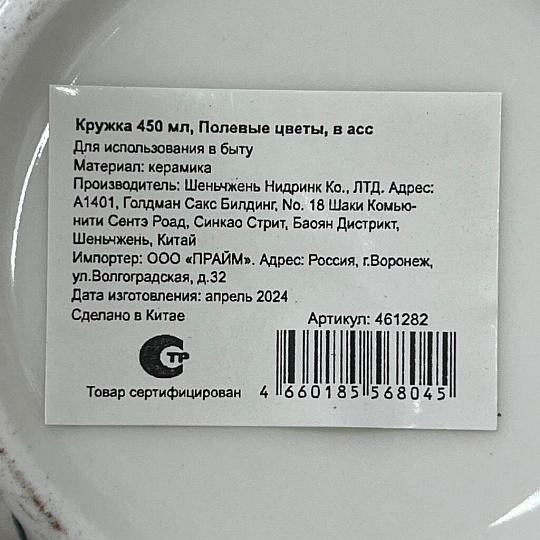 Кружка 450 мл, Полевые цветы, в асс
Для использования в быту
Материал: керамика
Производитель: Шеньчжень Нидринк Ко., ЛТД. Адрес:
А1401, Голдман Сакс Билдинг, No. 18 Шаки Комью-
нити Сентэ Роад, Синкао Стрит, Баоян Дистрикт,
Шеньчжень, Китай
Импортер: ООО «ПРАЙМ». Адрес: Россия, г.Воронеж,
ул.Волгоградская, д.32
Дата изготовления: апрель 2024
Сделано в Китае
Артикул: 461282
СТР
Товар сертифицирован
4 660185 568045